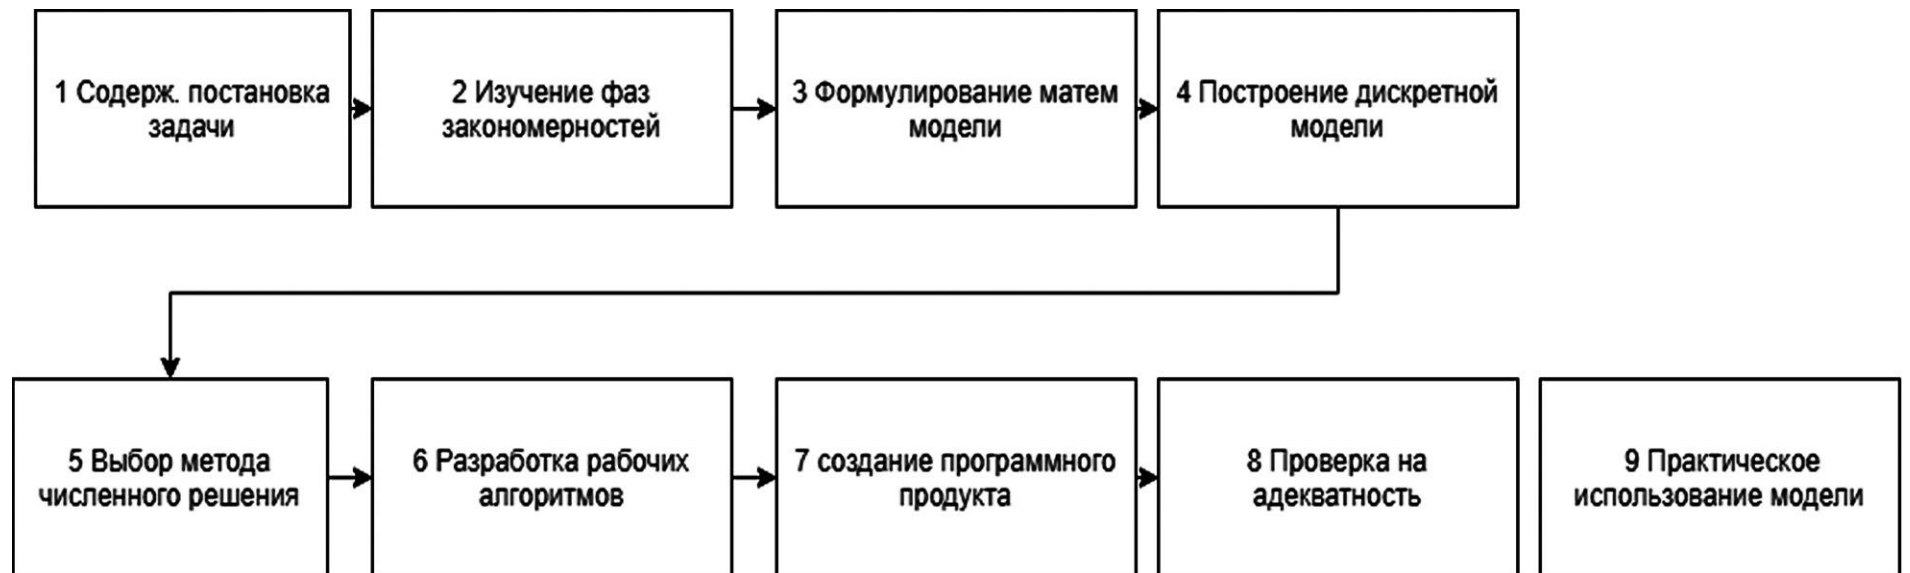 1 Содерж. постановка
задачи
2 Изучение фаз
закономерностей
3 Формулирование матем
модели
4 Построение дискретной
модели
5 Выбор метода
численного решения
6 Разработка рабочих
алгоритмов
7 создание программного
продукта
8 Проверка на
адекватность
9 Практическое
использование модели